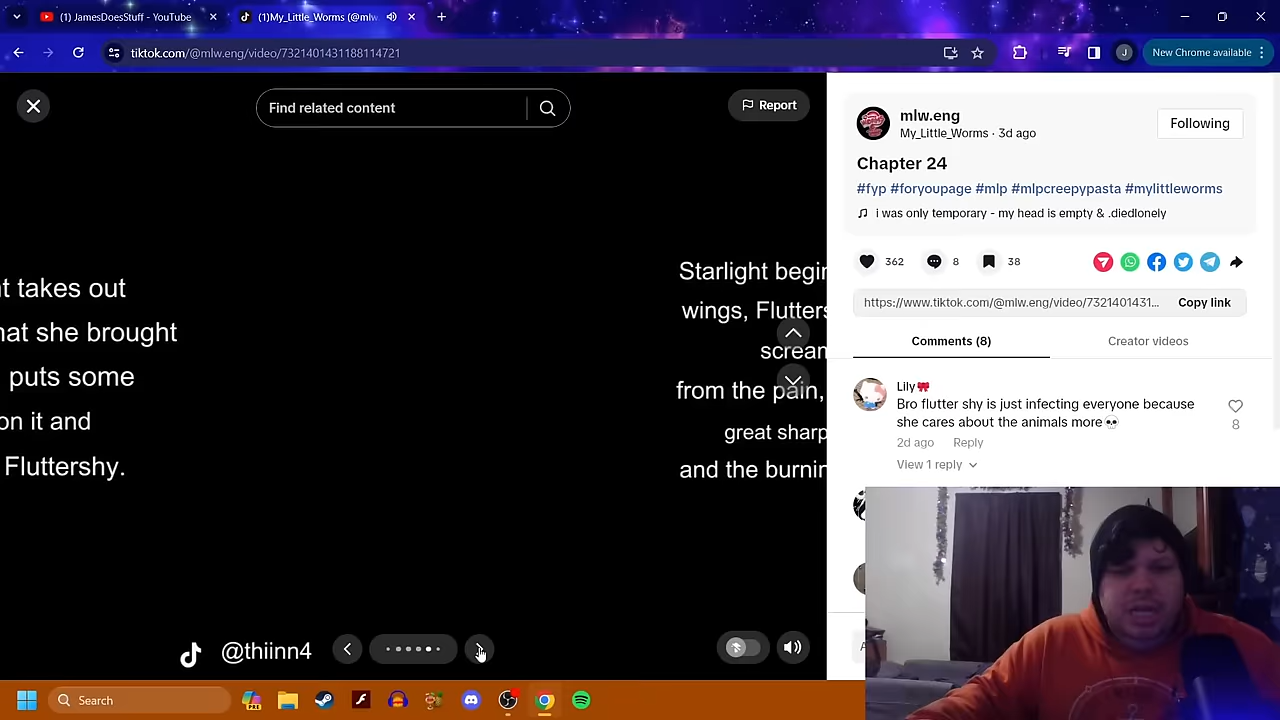 (1) JamesDoesStuff - YouTube
(1)My_Little_Worms (@mlw
tiktok.com/@mlw.eng/video/7321401431188114721
J
New Chrome available
Find related content
Report
t takes out
hat she brought
puts some
on it and
Fluttershy.
Starlight begin
wings, Flutters
scream
from the pain,
great sharp
and the burnin
@thiinn4
mlw.eng
My_Little_Worms · 3d ago
Following
Chapter 24
#fyp #foryoupage #mlp #mlpcreepypasta #mylittleworms
i was only temporary - my head is empty & .diedlonely
362
8
38
https://www.tiktok.com/@mlw.eng/video/7321401431...
Copy link
Comments (8)
Creator videos
Lily🎀
Bro flutter shy is just infecting everyone because
she cares about the animals more💀
8
2d ago
Reply
View 1 reply
Search
PRE